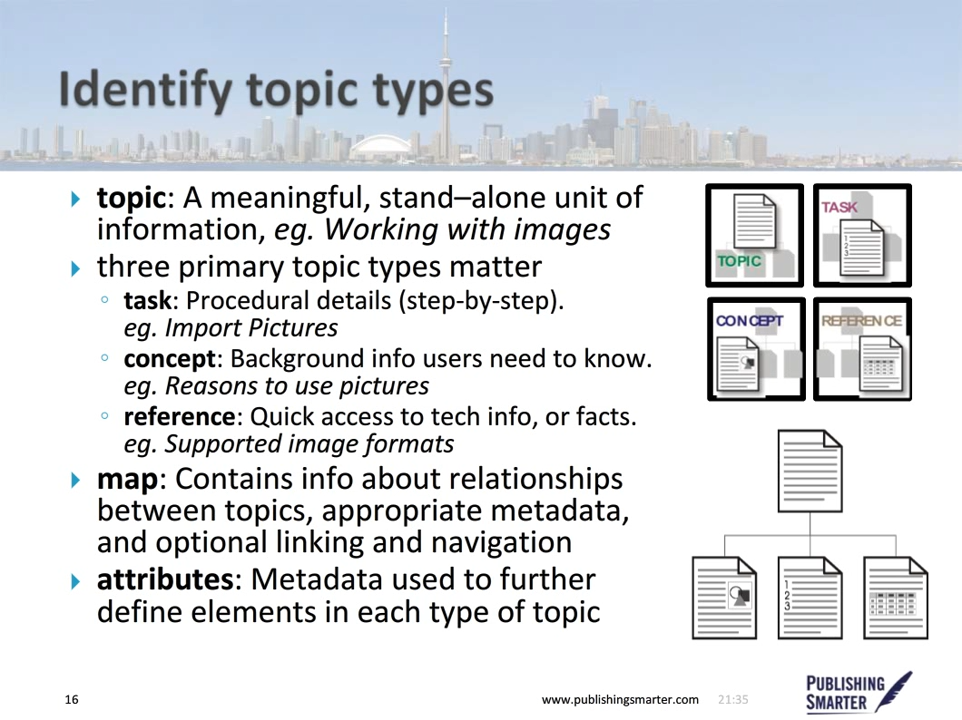 Identify topic types
topic: A meaningful, stand–alone unit of
information, eg. Working with images
three primary topic types matter
task: Procedural details (step-by-step).
eg. Import Pictures
concept: Background info users need to know.
eg. Reasons to use pictures
reference: Quick access to tech info, or facts.
eg. Supported image formats
map: Contains info about relationships
between topics, appropriate metadata,
and optional linking and navigation
attributes: Metadata used to further
define elements in each type of topic
TOPIC
TASK
1
2
3
CONCEPT
REFERENCE
1
2
3
16
www.publishingsmarter.com
21:35
PUBLISHING
SMARTER